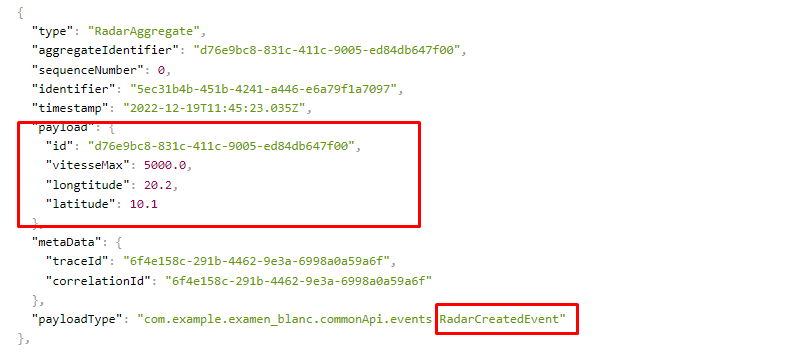 {
"type": "RadarAggregate",
"aggregateIdentifier": "d76e9bc8-831c-411c-9005-ed84db647f00",
"sequenceNumber": 0,
"identifier": "5ec31b4b-451b-4241-a446-e6a79f1a7097",
"timestamp": "2022-12-19T11:45:23.035Z",
"payload": {
"id": "d76e9bc8-831c-411c-9005-ed84db647f00",
"vitesseMax": 5000.0,
"longtitude": 20.2,
"latitude": 10.1
},
"metaData": {
"traceId": "6f4e158c-291b-4462-9e3a-6998a0a59a6f",
"correlationId": "6f4e158c-291b-4462-9e3a-6998a0a59a6f"
},
"payloadType": "com.example.examen_blanc.commonApi.events.RadarCreatedEvent"
},